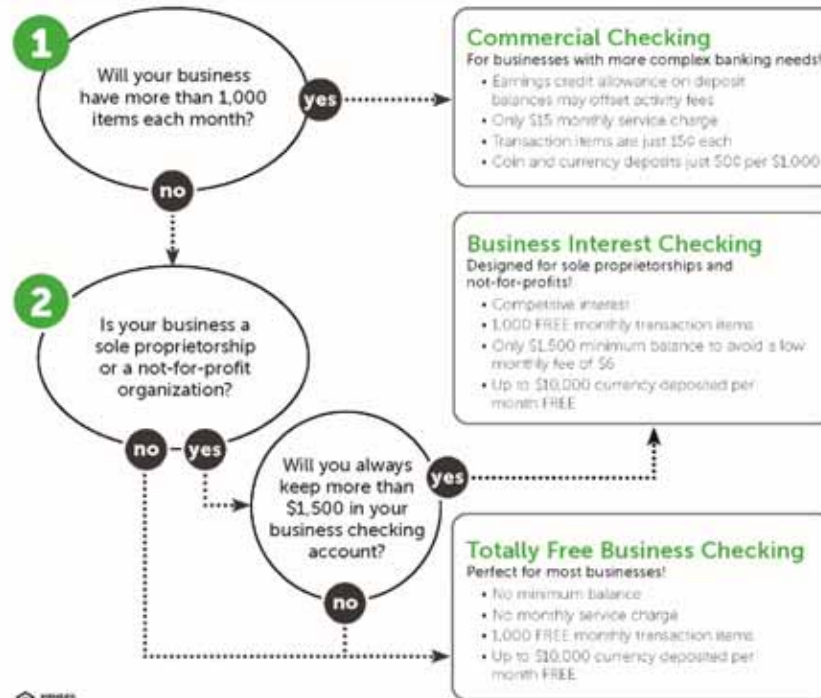 1
Will your business
have more than 1,000
items each month?
yes
no
Commercial Checking
For businesses with more complex banking needs!
• Earnings credit allowance on deposit
balances may offset activity fees
• Only $15 monthly service charge
• Transaction items are just 15¢ each
• Coin and currency deposits just 50¢ per $1,000
2
Is your business a
sole proprietorship
or a not-for-profit
organization?
no
yes
Business Interest Checking
Designed for sole proprietorships and
not-for-profits!
• Competitive interest
• 1,000 FREE monthly transaction items
• Only $1,500 minimum balance to avoid a low
monthly fee of $6
• Up to $10,000 currency deposited per
month FREE
Will you always
keep more than
$1,500 in your
business checking
account?
yes
no
Totally Free Business Checking
Perfect for most businesses!
• No minimum balance
• No monthly service charge
• 1,000 FREE monthly transaction items
• Up to $10,000 currency deposited per
month FREE